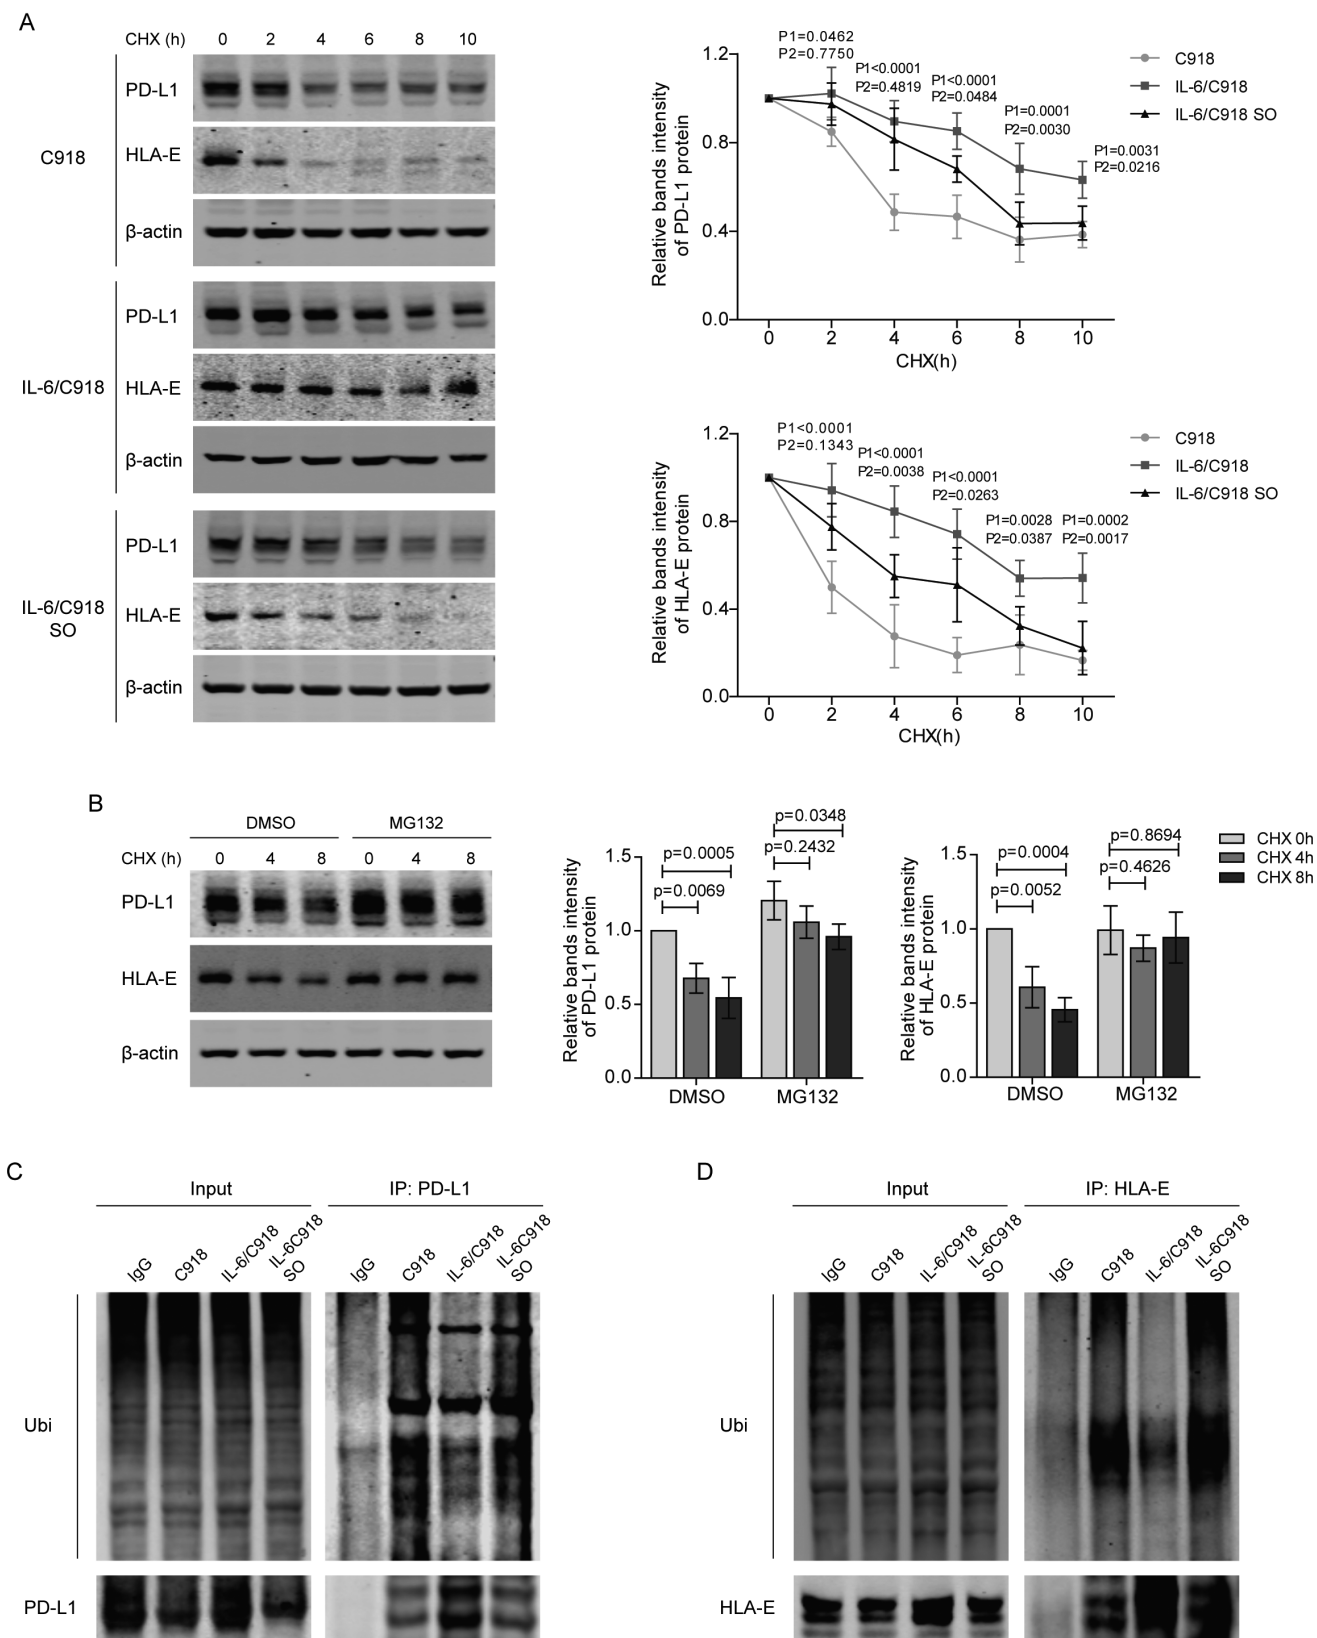 A
CHX (h) 0 2 4 6 8 10
C918
PD-L1
HLA-E
β-actin
IL-6/C918
PD-L1
HLA-E
β-actin
IL-6/C918
SO
PD-L1
HLA-E
β-actin
Relative bands intensity
of PD-L1 protein
1.2
0.8
0.4
0.0
P1=0.0462
P2=0.7750
P1<0.0001
P2=0.4819
P1<0.0001
P2=0.0484
P1=0.0001
P2=0.0030
P1=0.0031
P2=0.0216
C918
IL-6/C918
IL-6/C918 SO
0 2 4 6 8 10
CHX(h)
Relative bands intensity
of HLA-E protein
1.2
0.8
0.4
0.0
P1<0.0001
P2=0.1343
P1<0.0001
P2=0.0038
P1<0.0001
P2=0.0263
P1=0.0028
P2=0.0387
P1=0.0002
P2=0.0017
C918
IL-6/C918
IL-6/C918 SO
0 2 4 6 8 10
CHX(h)
B
DMSO MG132
CHX (h) 0 4 8 0 4 8
PD-L1
HLA-E
β-actin
Relative bands intensity
of PD-L1 protein
1.5
1.0
0.5
0.0
p=0.0005
p=0.0069
p=0.0348
p=0.2432
DMSO MG132
Relative bands intensity
of HLA-E protein
1.5
1.0
0.5
0.0
p=0.0004
p=0.0052
p=0.8694
p=0.4626
DMSO MG132
CHX 0h
CHX 4h
CHX 8h
C
Input IP: PD-L1
IgG
C918
IL-6/C918
IL-6C918
SO
IgG
C918
IL-6/C918
IL-6C918
SO
Ubi
PD-L1
D
Input IP: HLA-E
IgG
C918
IL-6/C918
IL-6C918
SO
IgG
C918
IL-6/C918
IL-6C918
SO
Ubi
HLA-E